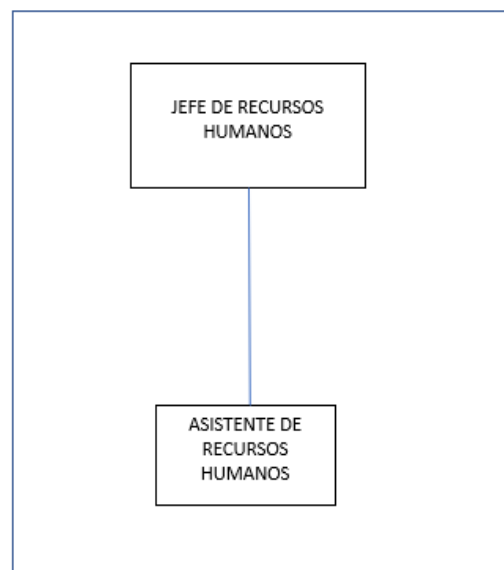 JEFE DE RECURSOS
HUMANOS
ASISTENTE DE
RECURSOS
HUMANOS